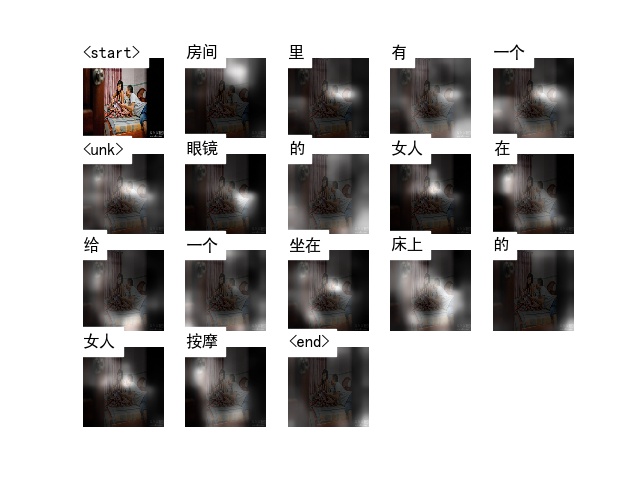 <start> 房间 里 有 一个
<unk> 眼镜 的 女人 在
给 一个 坐在 床上 的
女人 按摩 <end>